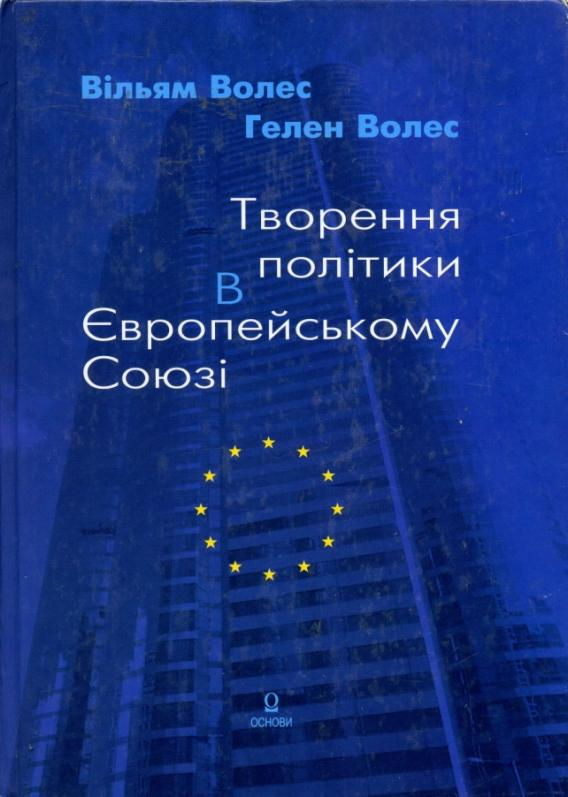 Вільям Волес
Гелен Волес
Творення
політики
в
Європейському
Союзі
ОСНОВИ